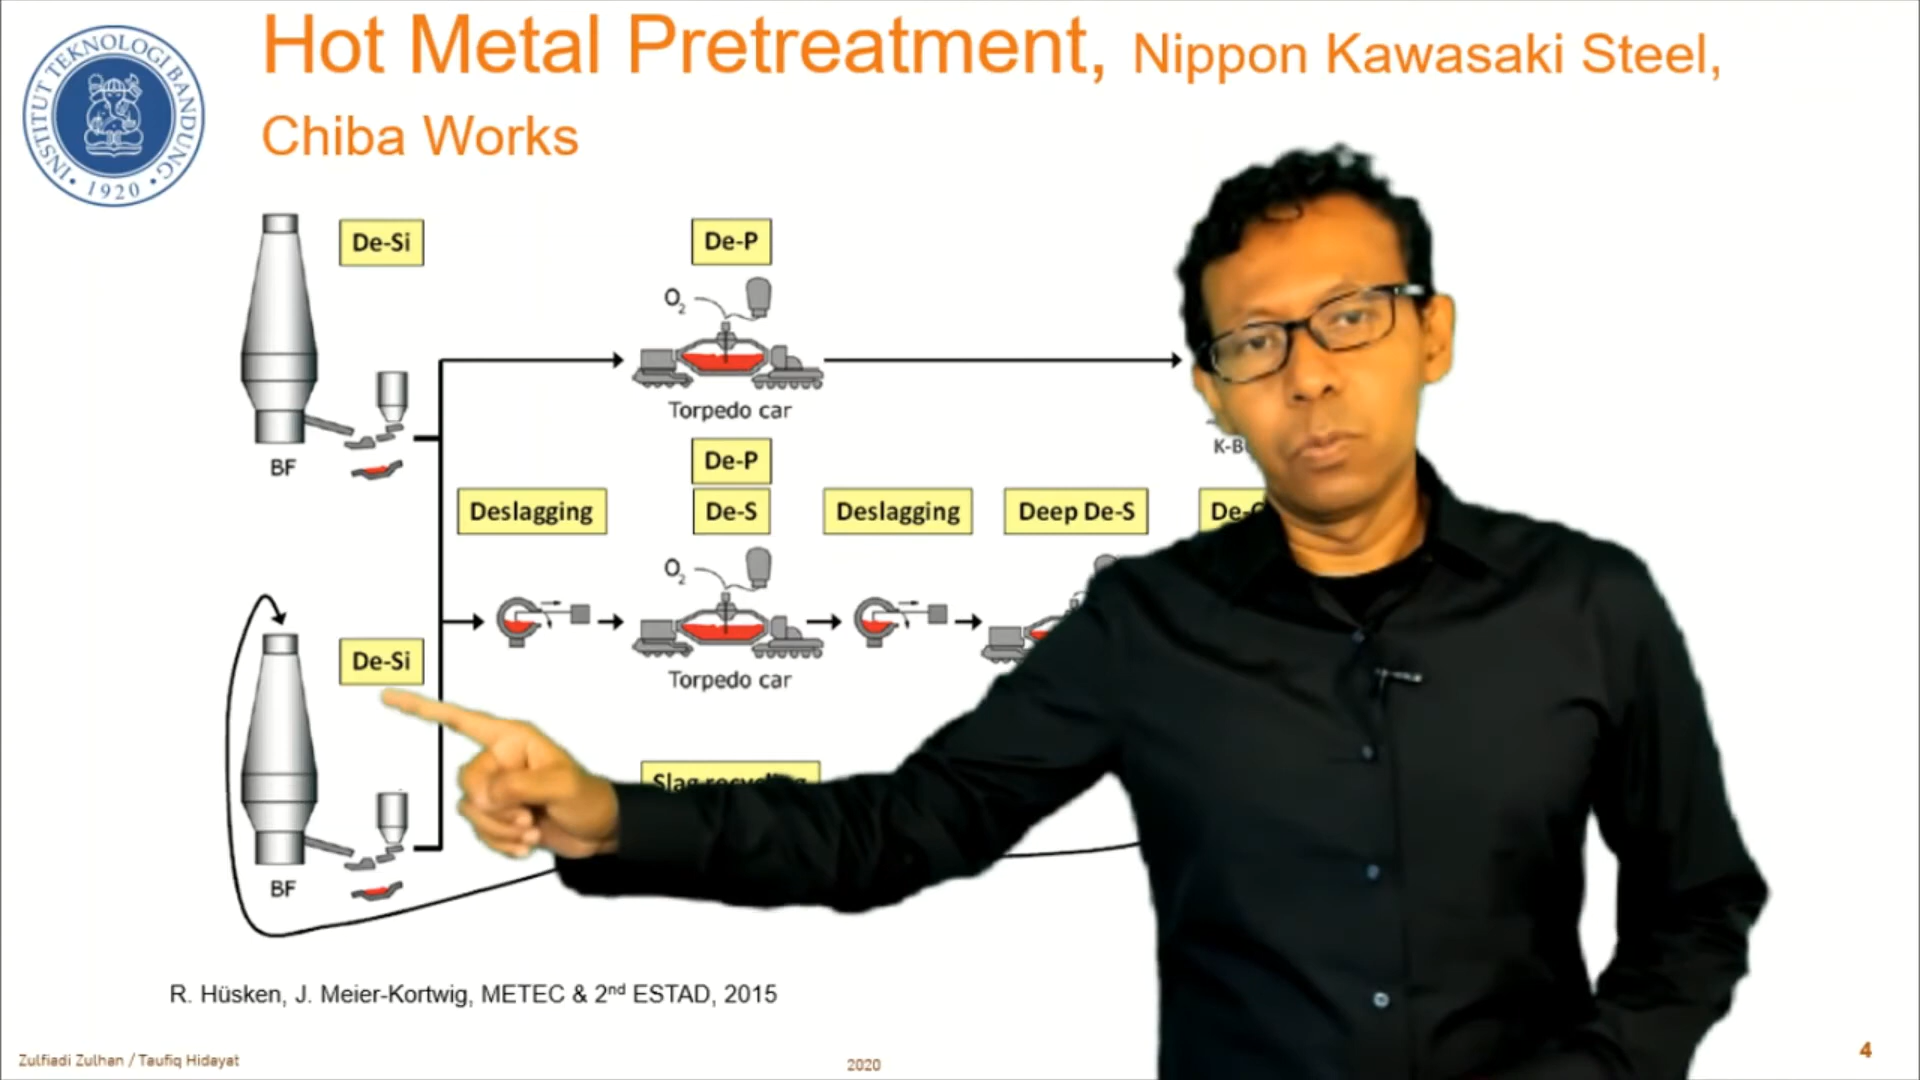 Hot Metal Pretreatment, Nippon Kawasaki Steel,
Chiba Works
INSTITUT TEKNOLOGI BANDUNG
1920
De-Si
De-P
O2
Torpedo car
BF
De-P
Deslagging
De-S
Deslagging
Deep De-S
O2
De-Si
Torpedo car
Slag recycling
BF
R. Hüsken, J. Meier-Kortwig, METEC & 2nd ESTAD, 2015
Zulfiadi Zulhan / Taufiq Hidayat
2020
4